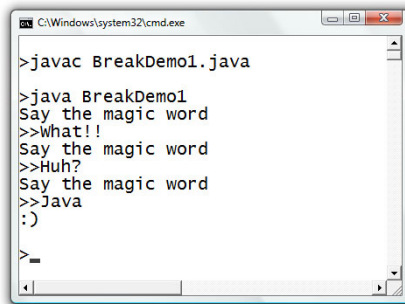 C:\Windows\system32\cmd.exe
>javac BreakDemo1.java
>java BreakDemo1
Say the magic word
>>What!!
Say the magic word
>>Huh?
Say the magic word
>>Java
:)
>_